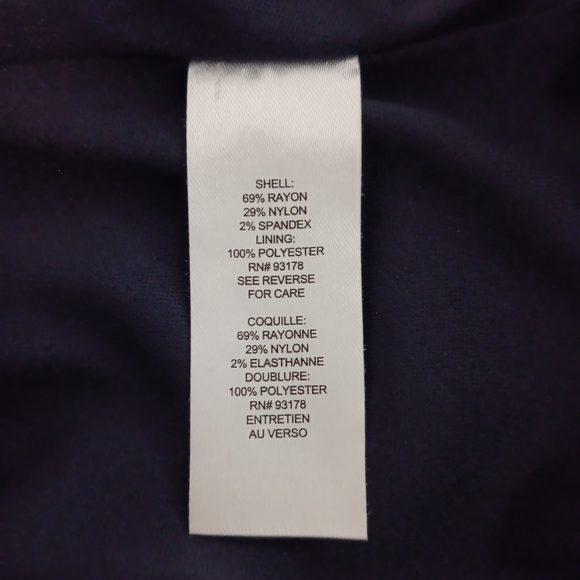 SHELL:
69% RAYON
29% NYLON
2% SPANDEX
LINING:
100% POLYESTER
RN# 93178
SEE REVERSE
FOR CARE
COQUILLE:
69% RAYONNE
29% NYLON
2% ELASTHANNE
DOUBLURE:
100% POLYESTER
RN# 93178
ENTRETIEN
AU VERSO